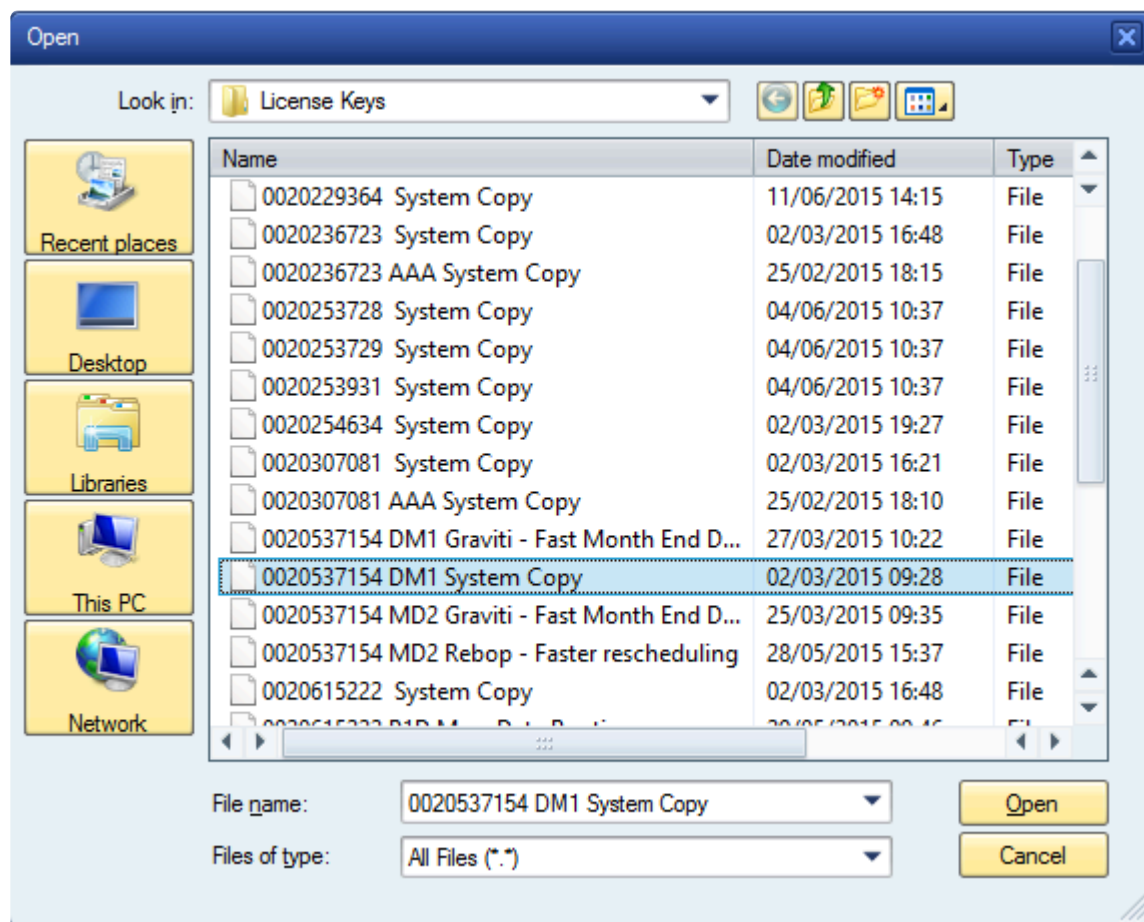 Open
Look in: License Keys
Name Date modified Type
0020229364  System Copy 11/06/2015 14:15 File
0020236723  System Copy 02/03/2015 16:48 File
0020236723 AAA System Copy 25/02/2015 18:15 File
0020253728  System Copy 04/06/2015 10:37 File
0020253729  System Copy 04/06/2015 10:37 File
0020253931  System Copy 04/06/2015 10:37 File
0020254634  System Copy 02/03/2015 19:27 File
0020307081  System Copy 02/03/2015 16:21 File
0020307081 AAA System Copy 25/02/2015 18:10 File
0020537154 DM1 Graviti - Fast Month End D... 27/03/2015 10:22 File
0020537154 DM1 System Copy 02/03/2015 09:28 File
0020537154 MD2 Graviti - Fast Month End D... 25/03/2015 09:35 File
0020537154 MD2 Rebop - Faster rescheduling 28/05/2015 15:37 File
0020615222  System Copy 02/03/2015 16:48 File
Recent places
Desktop
Libraries
This PC
Network
File name: 0020537154 DM1 System Copy Open
Files of type: All Files (*.*) Cancel